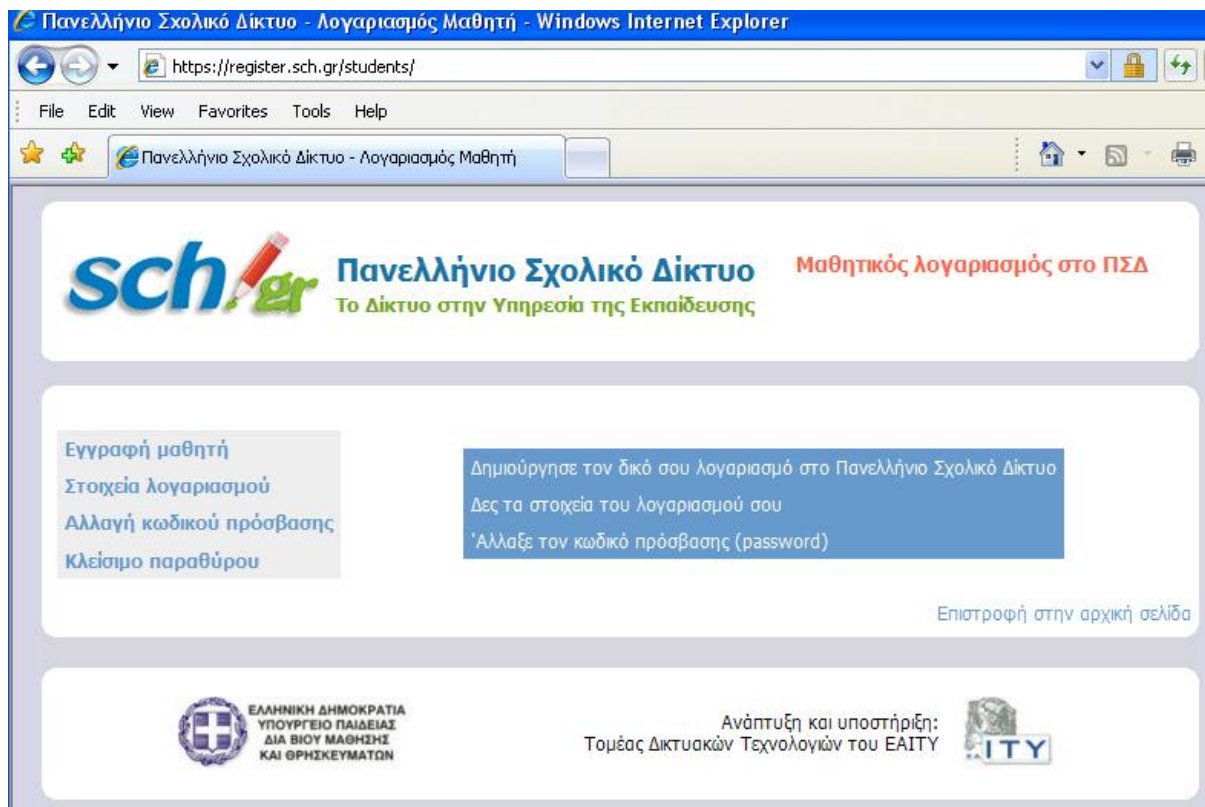 Πανελλήνιο Σχολικό Δίκτυο - Λογαριασμός Μαθητή - Windows Internet Explorer
https://register.sch.gr/students/
File Edit View Favorites Tools Help
Πανελλήνιο Σχολικό Δίκτυο - Λογαριασμός Μαθητή
sch.gr
Πανελλήνιο Σχολικό Δίκτυο
Το Δίκτυο στην Υπηρεσία της Εκπαίδευσης
Μαθητικός λογαριασμός στο ΠΣΔ
Εγγραφή μαθητή
Στοιχεία λογαριασμού
Αλλαγή κωδικού πρόσβασης
Κλείσιμο παραθύρου
Δημιούργησε τον δικό σου λογαριασμό στο Πανελλήνιο Σχολικό Δίκτυο
Δες τα στοιχεία του λογαριασμού σου
'Αλλαξε τον κωδικό πρόσβασης (password)
Επιστροφή στην αρχική σελίδα
ΕΛΛΗΝΙΚΗ ΔΗΜΟΚΡΑΤΙΑ
ΥΠΟΥΡΓΕΙΟ ΠΑΙΔΕΙΑΣ
ΔΙΑ ΒΙΟΥ ΜΑΘΗΣΗΣ
ΚΑΙ ΘΡΗΣΚΕΥΜΑΤΩΝ
Ανάπτυξη και υποστήριξη:
Τομέας Δικτυακών Τεχνολογιών του ΕΑΙΤΥ
ITY